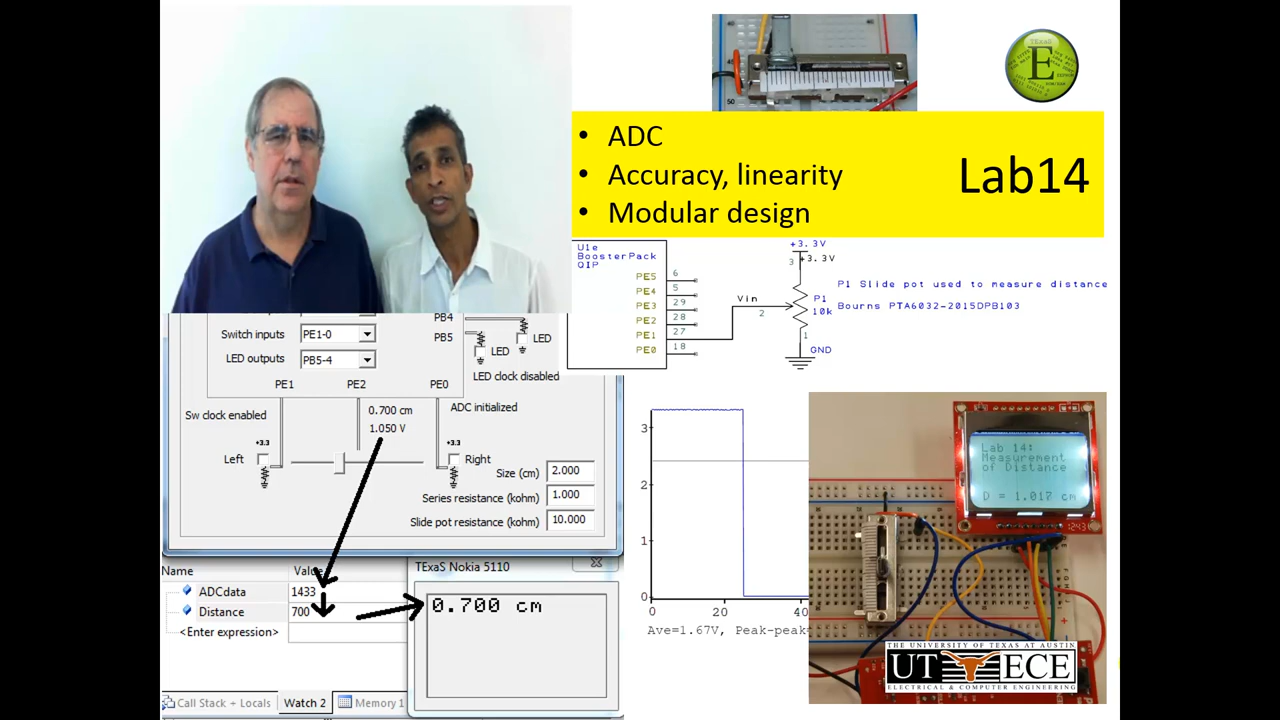 TExaS
E
• ADC
• Accuracy, linearity
• Modular design
Lab14
50
U1e
BoosterPack
QIP
PE5 6
PE4 5
PE3 29
PE2 28
PE1 27
PE0 18
Vin
2
+3.3V
3 +3.3V
P1
10k
1
GND
P1 Slide pot used to measure distance
Bourns PTA6032-2015DPB103
Switch inputs PE1-0
LED outputs PB5-4
PB4
PB5
LED
LED
LED clock disabled
PE1 PE2 PE0
Sw clock enabled
0.700 cm
1.050 V
ADC initialized
+3.3 +3.3
Left
Right
Size (cm) 2.000
Series resistance (kohm) 1.000
Slide pot resistance (kohm) 10.000
Name Value
ADCdata 1433
Distance 700
<Enter expression>
Call Stack + Locals Watch 2 Memory 1
TExaS Nokia 5110
0.700 cm
3
2
1
0
0 20 40
Ave=1.67V, Peak-peak
Lab 14:
Measurement
of Distance
D = 1.017 cm
1243
THE UNIVERSITY OF TEXAS AT AUSTIN
UT ECE
ELECTRICAL & COMPUTER ENGINEERING